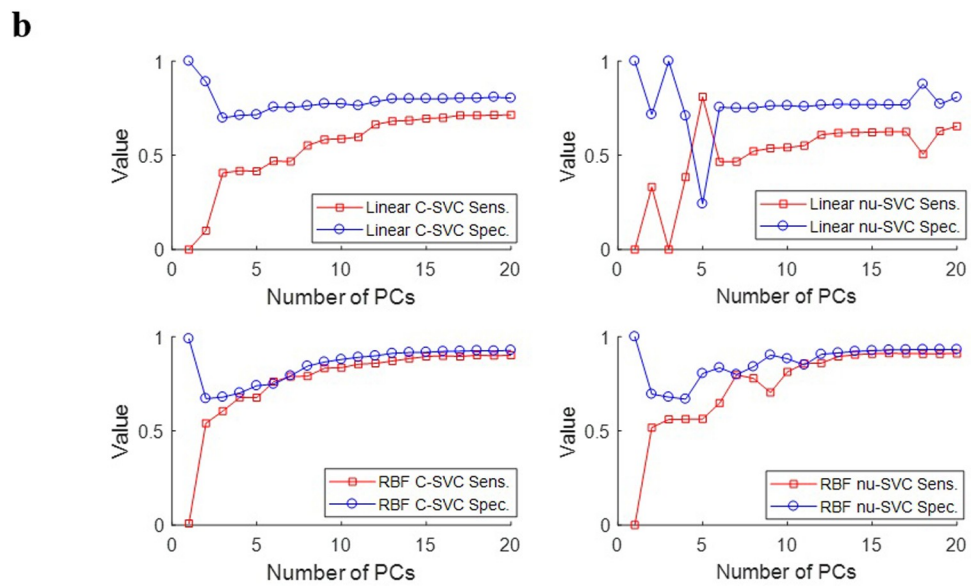 b
1
0.5
0
Value
0 5 10 15 20
Number of PCs
Linear C-SVC Sens.
Linear C-SVC Spec.
1
0.5
0
Value
0 5 10 15 20
Number of PCs
Linear nu-SVC Sens.
Linear nu-SVC Spec.
1
0.5
0
Value
0 5 10 15 20
Number of PCs
RBF C-SVC Sens.
RBF C-SVC Spec.
1
0.5
0
Value
0 5 10 15 20
Number of PCs
RBF nu-SVC Sens.
RBF nu-SVC Spec.